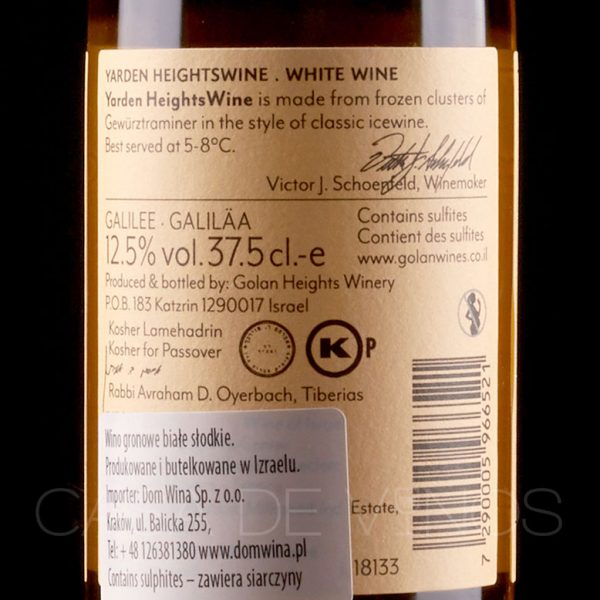 YARDEN HEIGHTSWINE . WHITE WINE
Yarden HeightsWine is made from frozen clusters of
Gewürztraminer in the style of classic icewine.
Best served at 5-8°C.
Victor J. Schoenfeld, Winemaker
GALILEE · GALILÄA
12.5% vol. 37.5 cl.-e
Produced & bottled by: Golan Heights Winery
P.O.B. 183 Katzrin 1290017 Israel
Contains sulfites
Contient des sulfites
www.golanwines.co.il
Kosher Lamehadrin
Kosher for Passover
K P
Rabbi Avraham D. Oyerbach, Tiberias
Wino gronowe białe słodkie.
Produkowane i butelkowane w Izraelu.
Importer: Dom Wina Sp. z o.o.
Kraków, ul. Balicka 255,
Tel: + 48 126381380 www.domwina.pl
Contains sulphites – zawiera siarczyny
Estate,
18133
7 290005 966521
CAVA DE VINOS